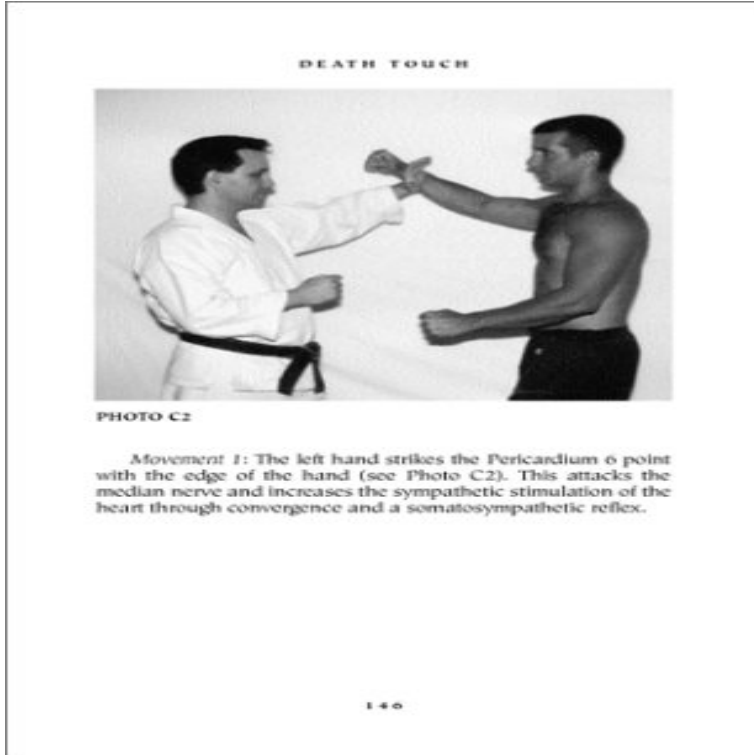 DEATH TOUCH
PHOTO C2
Movement 1: The left hand strikes the Pericardium 6 point
with the edge of the hand (see Photo C2). This attacks the
median nerve and increases the sympathetic stimulation of the
heart through convergence and a somatosympathetic reflex.
146